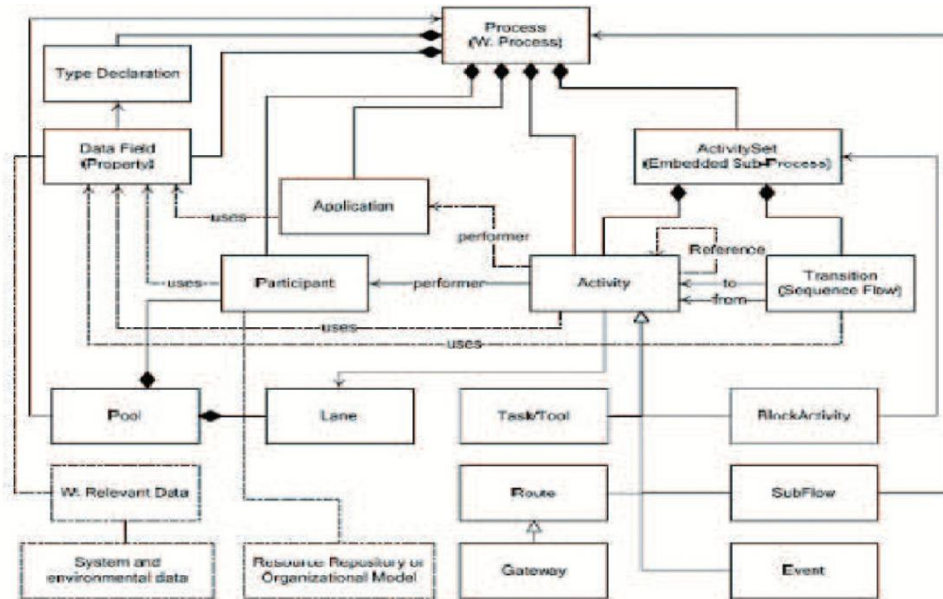 Process
(W. Process)
Type Declaration
Data Field
(Property)
ActivitySet
(Embedded Sub-Process)
Application
uses
performer
Reference
Participant
uses
performer
Activity
to
from
Transition
(Sequence Flow)
uses
uses
Pool
Lane
Task/Tool
BlockActivity
W. Relevant Data
Route
SubFlow
System and
environmental data
Resource Repository or
Organizational Model
Gateway
Event